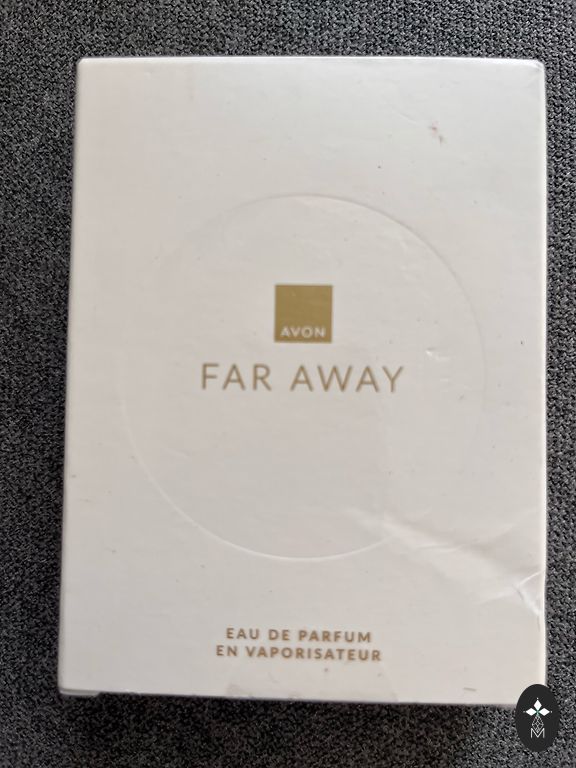 AVON
FAR AWAY
EAU DE PARFUM
EN VAPORISATEUR
M